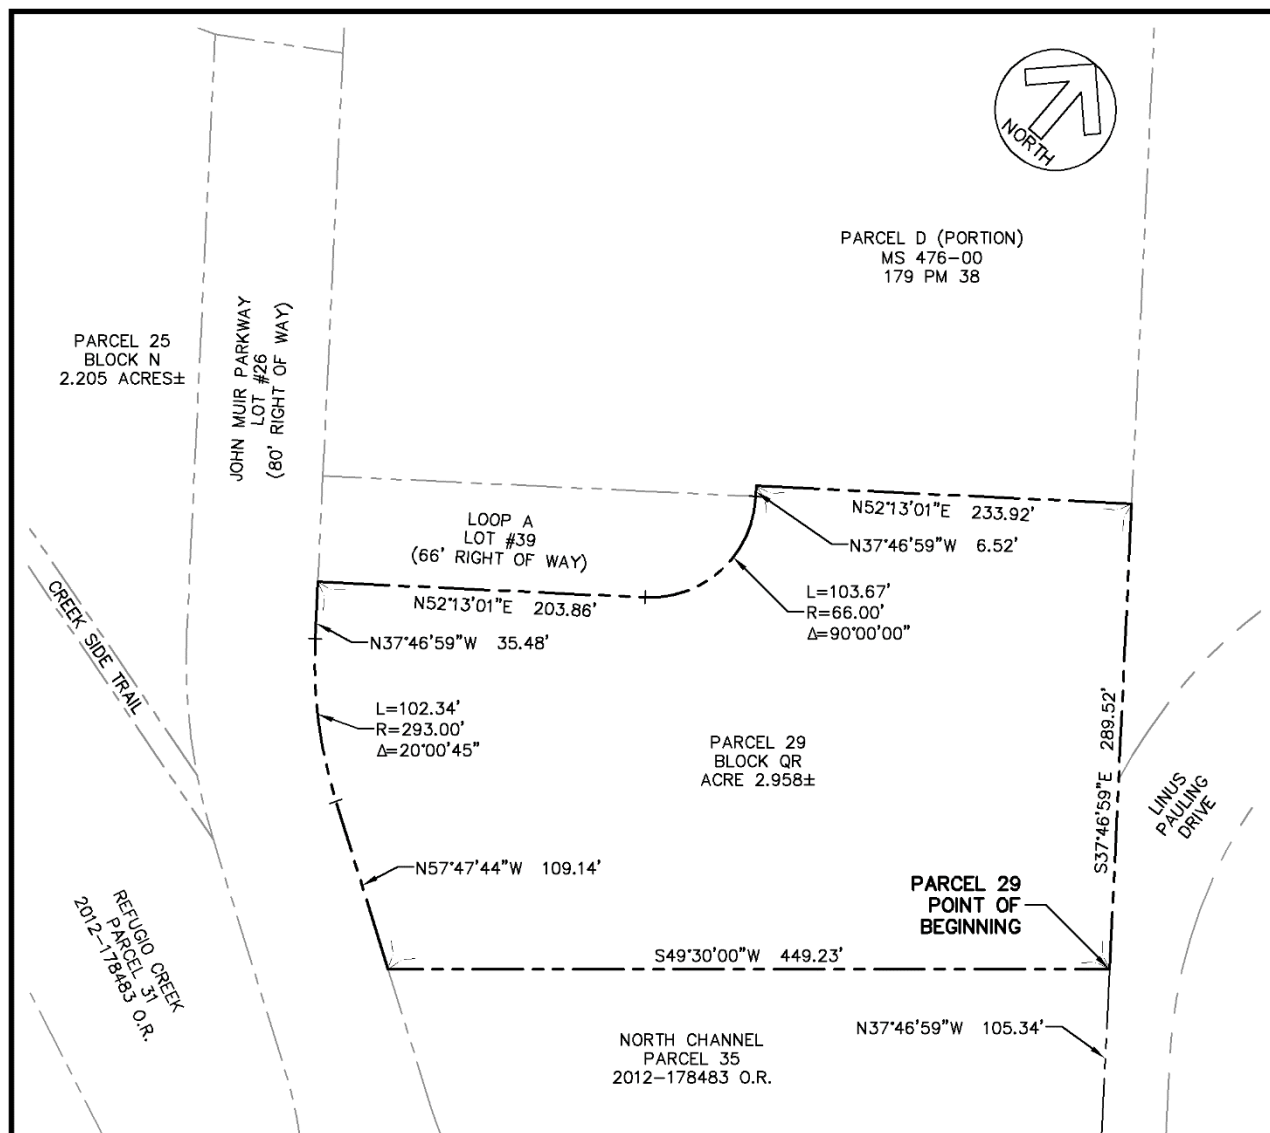 NORTH
PARCEL D (PORTION)
MS 476-00
179 PM 38
PARCEL 25
BLOCK N
2.205 ACRES±
JOHN MUIR PARKWAY
LOT #26
(80' RIGHT OF WAY)
LOOP A
LOT #39
(66' RIGHT OF WAY)
N52°13'01"E 233.92'
N37°46'59"W 6.52'
N52°13'01"E 203.86'
L=103.67'
R=66.00'
Δ=90°00'00"
N37°46'59"W 35.48'
CREEK SIDE TRAIL
L=102.34'
R=293.00'
Δ=20°00'45"
PARCEL 29
BLOCK QR
ACRE 2.958±
S37°46'59"E 289.52'
LINUS
PAULING
DRIVE
N57°47'44"W 109.14'
PARCEL 29
POINT OF
BEGINNING
REFUGIO CREEK
PARCEL 31
2012-178483 O.R.
S49°30'00"W 449.23'
N37°46'59"W 105.34'
NORTH CHANNEL
PARCEL 35
2012-178483 O.R.